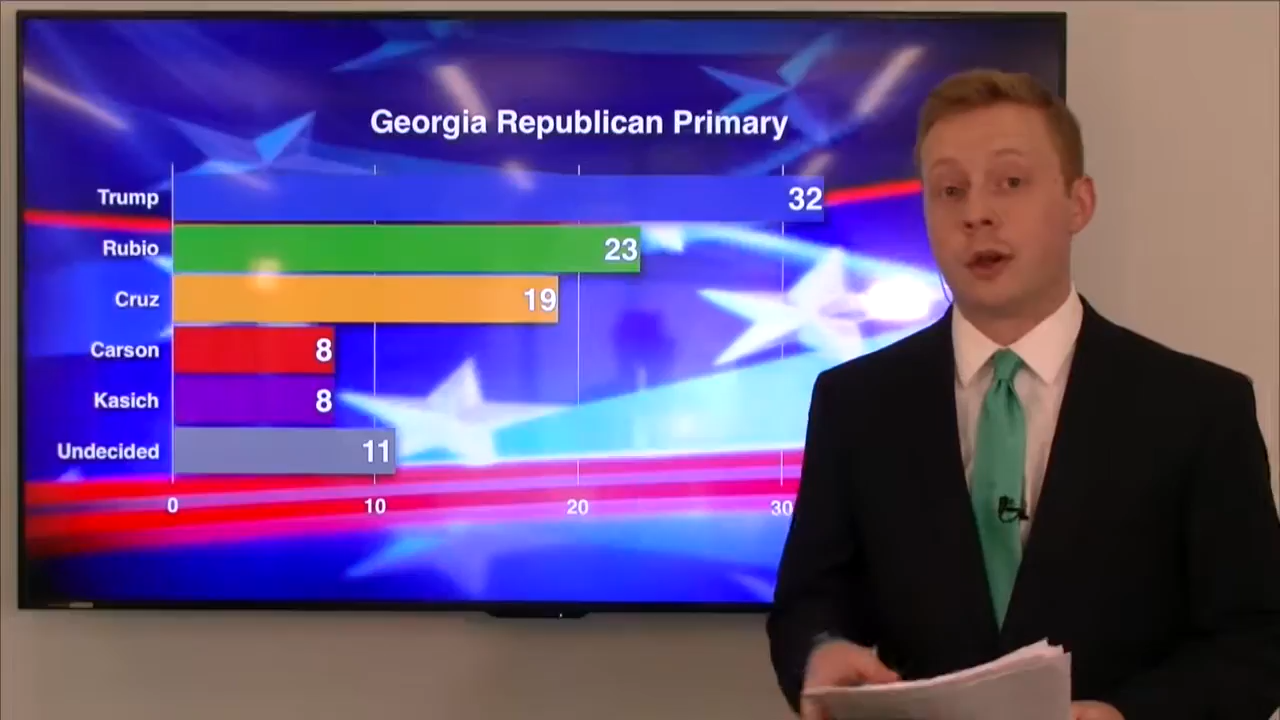 Georgia Republican Primary
Trump 32
Rubio 23
Cruz 19
Carson 8
Kasich 8
Undecided 11
0 10 20 30